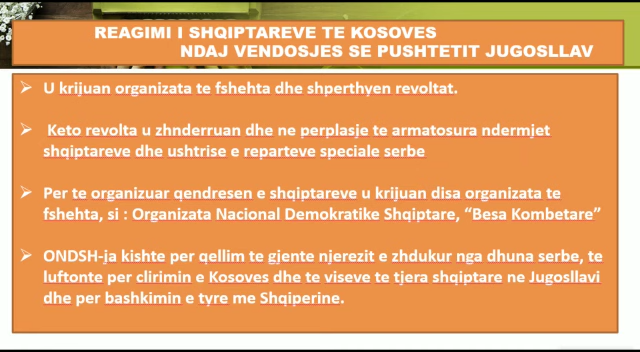 REAGIMI I SHQIPTAREVE TE KOSOVES
NDAJ VENDOSJES SE PUSHTETIT JUGOSLLAV
➢ U krijuan organizata te fshehta dhe shperthyen revoltat.
➢ Keto revolta u zhnderruan dhe ne perplasje te armatosura ndermjet
shqiptareve dhe ushtrise e reparteve speciale serbe
➢ Per te organizuar qendresen e shqiptareve u krijuan disa organizata te
fshehta, si : Organizata Nacional Demokratike Shqiptare, “Besa Kombetare”
➢ ONDSH-ja kishte per qellim te gjente njerezit e zhdukur nga dhuna serbe, te
luftonte per clirimin e Kosoves dhe te viseve te tjera shqiptare ne Jugosllavi
dhe per bashkimin e tyre me Shqiperine.